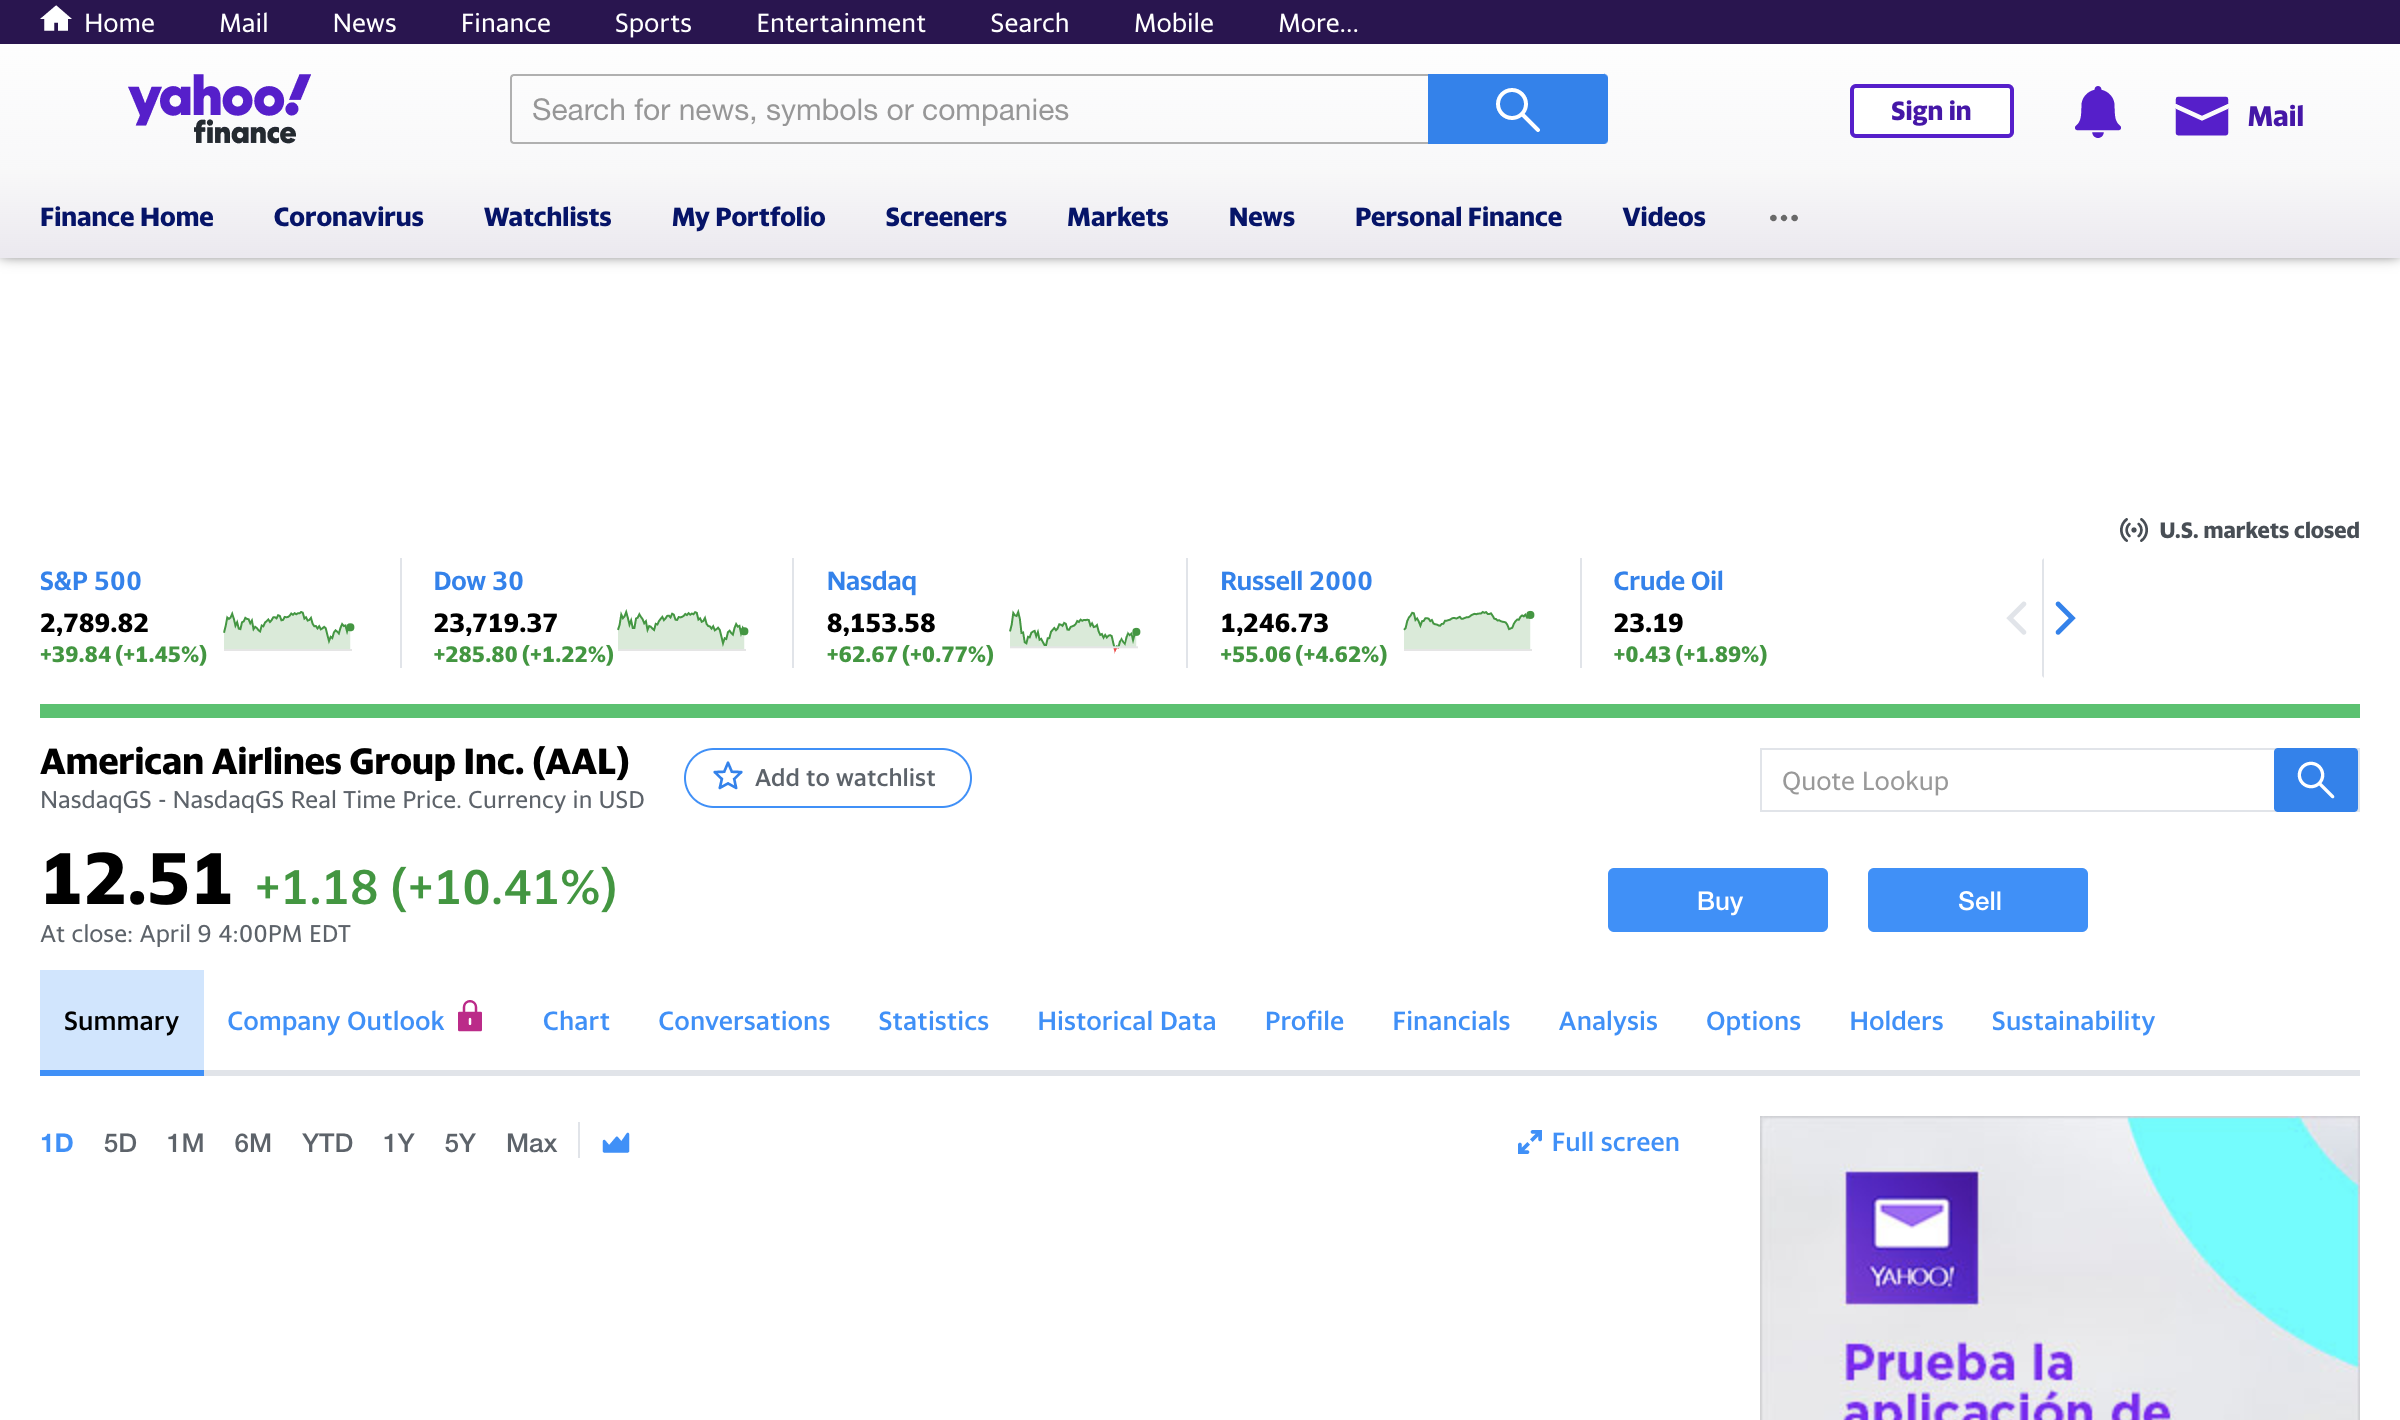 Home Mail News Finance Sports Entertainment Search Mobile More...
yahoo!
finance
Search for news, symbols or companies
Sign in
Mail
Finance Home Coronavirus Watchlists My Portfolio Screeners Markets News Personal Finance Videos ...
U.S. markets closed
S&P 500
2,789.82
+39.84 (+1.45%)
Dow 30
23,719.37
+285.80 (+1.22%)
Nasdaq
8,153.58
+62.67 (+0.77%)
Russell 2000
1,246.73
+55.06 (+4.62%)
Crude Oil
23.19
+0.43 (+1.89%)
American Airlines Group Inc. (AAL)
NasdaqGS - NasdaqGS Real Time Price. Currency in USD
Add to watchlist
Quote Lookup
12.51 +1.18 (+10.41%)
At close: April 9 4:00PM EDT
Buy
Sell
Summary Company Outlook Chart Conversations Statistics Historical Data Profile Financials Analysis Options Holders Sustainability
1D 5D 1M 6M YTD 1Y 5Y Max
Full screen
YAHOO!
Prueba la
aplicación de